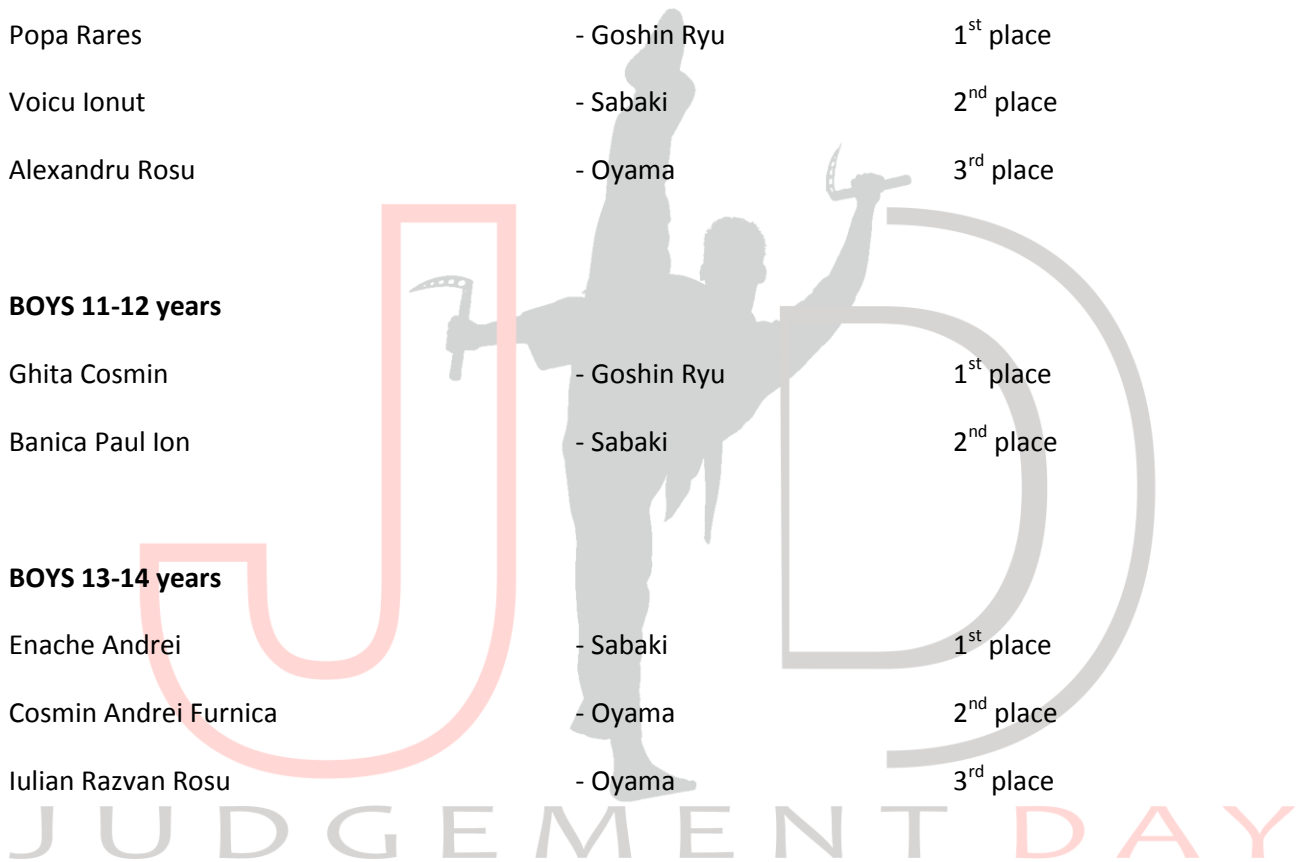 Popa Rares - Goshin Ryu 1st place
Voicu Ionut - Sabaki 2nd place
Alexandru Rosu - Oyama 3rd place
BOYS 11-12 years
Ghita Cosmin - Goshin Ryu 1st place
Banica Paul Ion - Sabaki 2nd place
BOYS 13-14 years
Enache Andrei - Sabaki 1st place
Cosmin Andrei Furnica - Oyama 2nd place
Iulian Razvan Rosu - Oyama 3rd place
JD
JUDGEMENT DAY